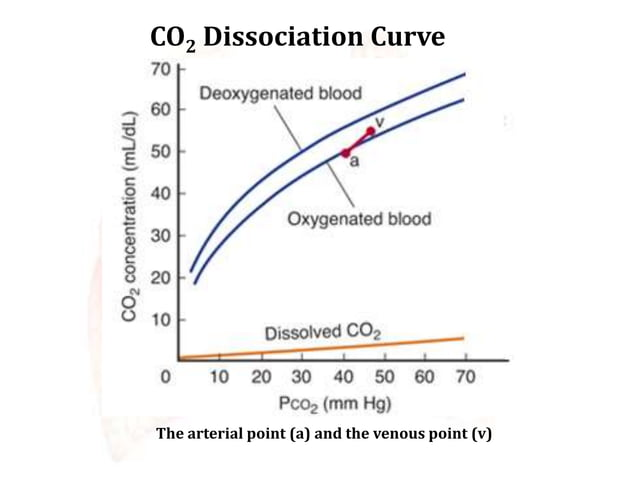 CO₂ Dissociation Curve
70
Deoxygenated blood
60
v
50
a
40
Oxygenated blood
30
20
10
Dissolved CO₂
CO₂ concentration (mL/dL)
0 10 20 30 40 50 60 70
Pco₂ (mm Hg)
The arterial point (a) and the venous point (v)